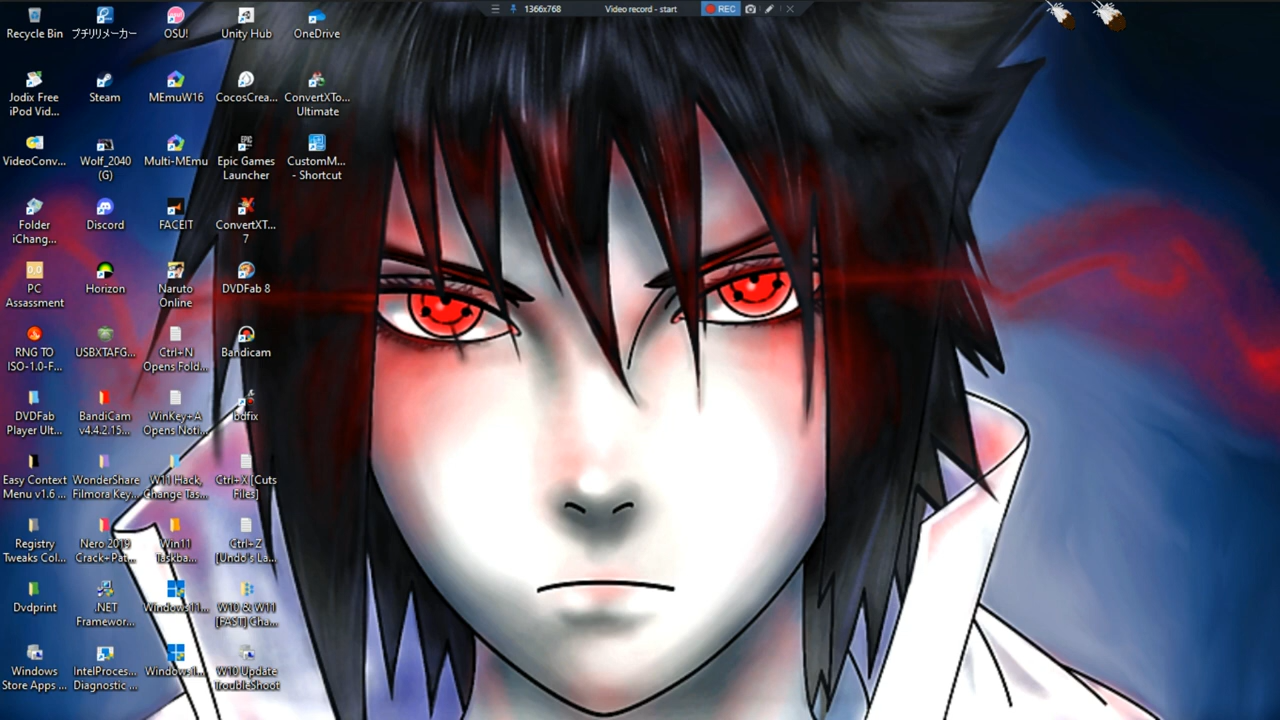 1366x768
Video record - start
REC
Recycle Bin
プチリリメーカー
OSU!
Unity Hub
OneDrive
Jodix Free
iPod Vid...
Steam
MEmuW16
CocosCrea...
ConvertXTo...
Ultimate
VideoConv...
Wolf_2040
(G)
Multi-MEmu
Epic Games
Launcher
CustomM...
- Shortcut
Folder
iChang...
Discord
FACEIT
ConvertXT...
7
PC
Assassment
Horizon
Naruto
Online
DVDFab 8
RNG TO
ISO-1.0-F...
USBXTAFG...
Ctrl+N
Opens Fold...
Bandicam
DVDFab
Player Ult...
BandiCam
v4.4.2.15...
WinKey+A
Opens Noti...
bdfix
Easy Context
Menu v1.6 ...
WonderShare
Filmora Key...
W11 Hack,
Change Tas...
Ctrl+X [Cuts
Files]
Registry
Tweaks Col...
Nero 2019
Crack+Pat...
Win11
Taskba...
Ctrl+Z
[Undo's La...
Dvdprint
.NET
Framewor...
Windows11...
W10 & W11
[FAST] Cha...
Windows
Store Apps ...
IntelProces...
Diagnostic ...
Windows1...
W10 Update
TroubleShoot